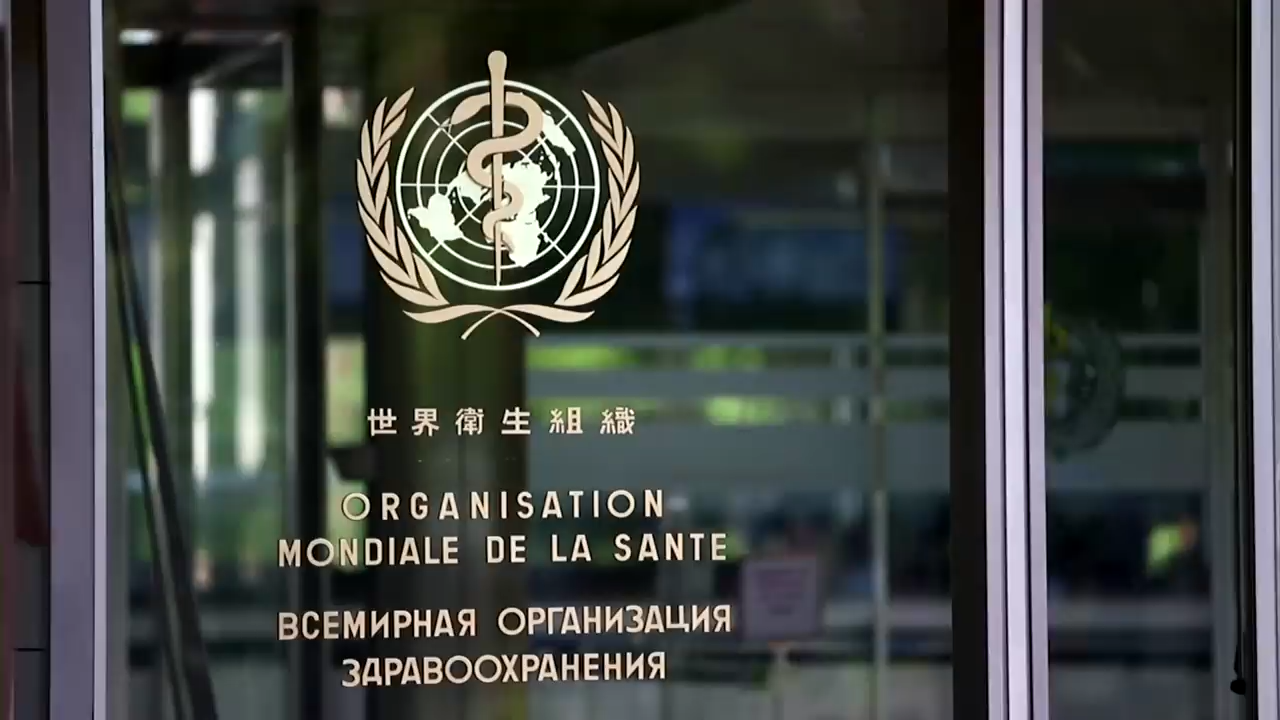 世界衛生組織
ORGANISATION
MONDIALE DE LA SANTE
ВСЕМИРНАЯ ОРГАНИЗАЦИЯ
ЗДРАВООХРАНЕНИЯ